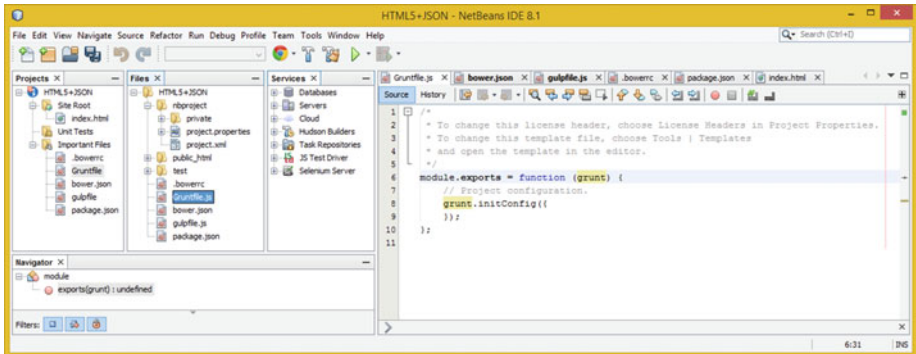 HTML5+JSON - NetBeans IDE 8.1
File Edit View Navigate Source Refactor Run Debug Profile Team Tools Window Help
Search (Ctrl+I)
Projects
HTML5+JSON
Site Root
index.html
Unit Tests
Important Files
.bowerrc
Gruntfile
bower.json
gulpfile
package.json
Files
HTML5+JSON
nbproject
private
project.properties
project.xml
public_html
test
.bowerrc
Gruntfile.js
bower.json
gulpfile.js
package.json
Services
Databases
Servers
Cloud
Hudson Builders
Task Repositories
JS Test Driver
Selenium Server
Gruntfile.js bower.json gulpfile.js .bowerrc package.json index.html
Source History
1 /*
2 * To change this license header, choose License Headers in Project Properties.
3 * To change this template file, choose Tools | Templates
4 * and open the template in the editor.
5 */
6 module.exports = function (grunt) {
7 // Project configuration.
8 grunt.initConfig({
9 });
10 };
11
Navigator
module
exports(grunt) : undefined
Filters:
6:31 INS